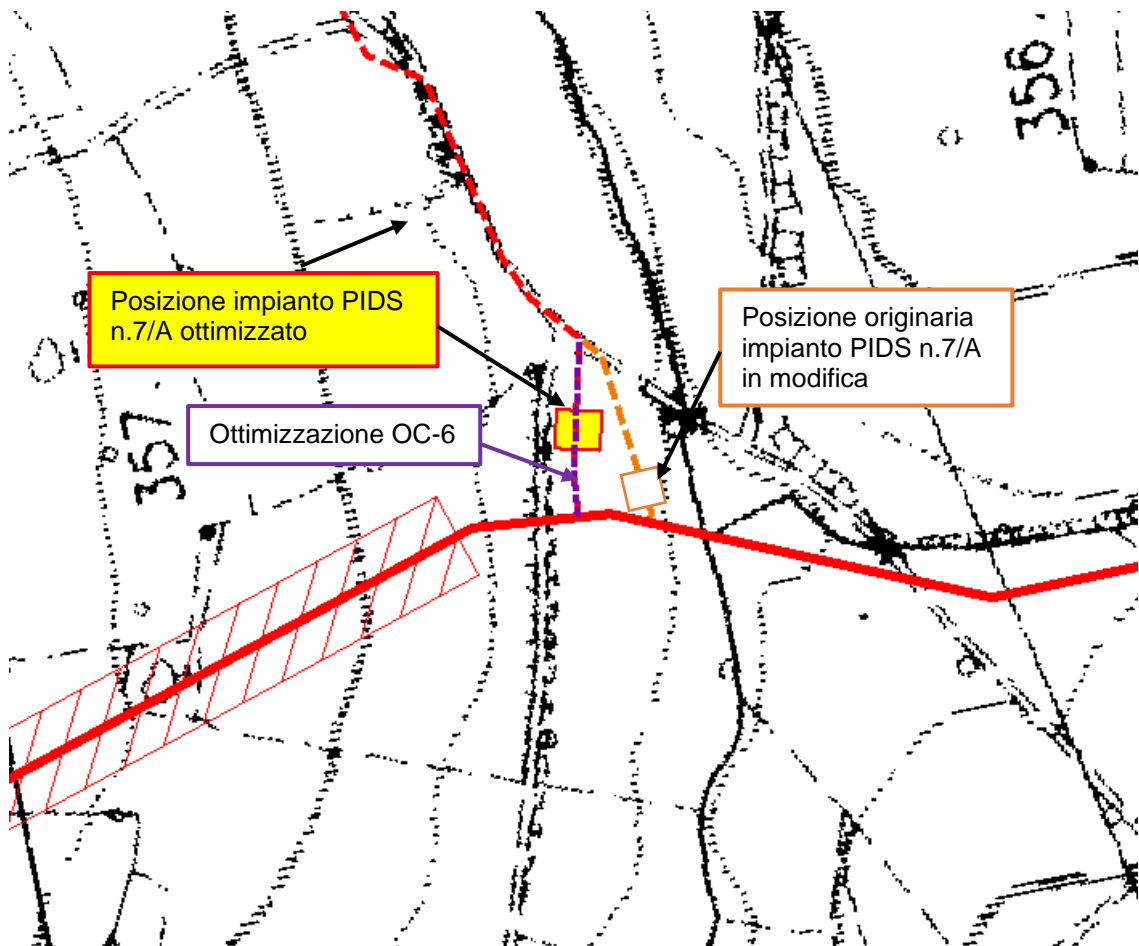 356
Posizione impianto PIDS
n.7/A ottimizzato
Posizione originaria
impianto PIDS n.7/A
in modifica
Ottimizzazione OC-6
357